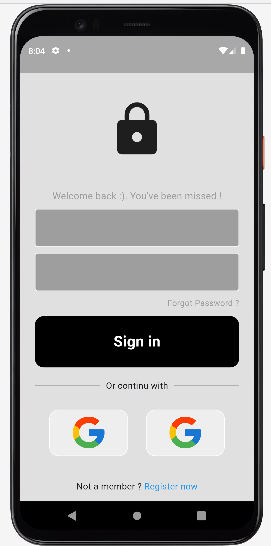 8:04
Welcome back :). You've been missed !
Forgot Password ?
Sign in
Or continu with
Not a member ? Register now